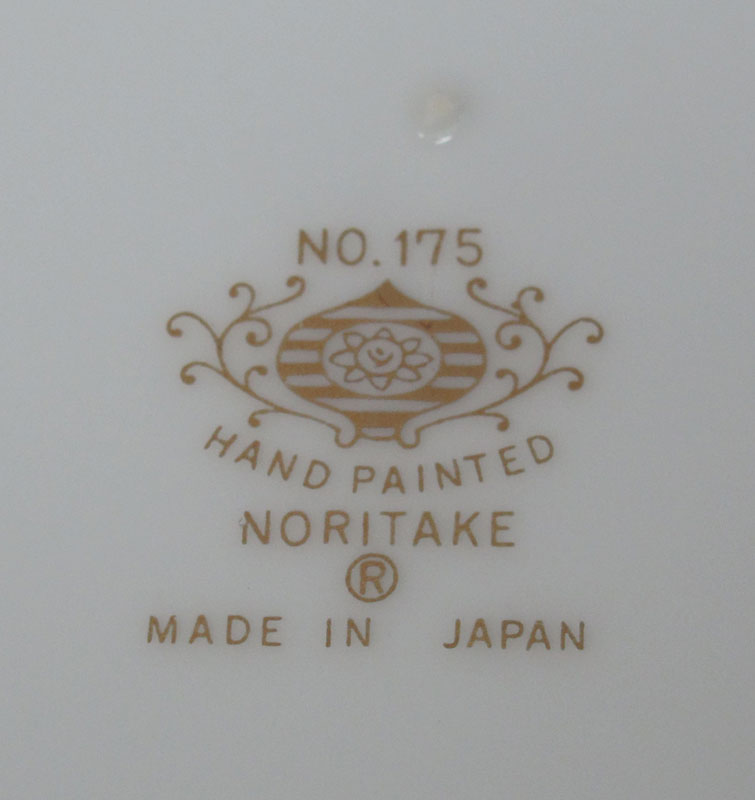 NO. 175
HAND PAINTED
NORITAKE
®
MADE IN JAPAN